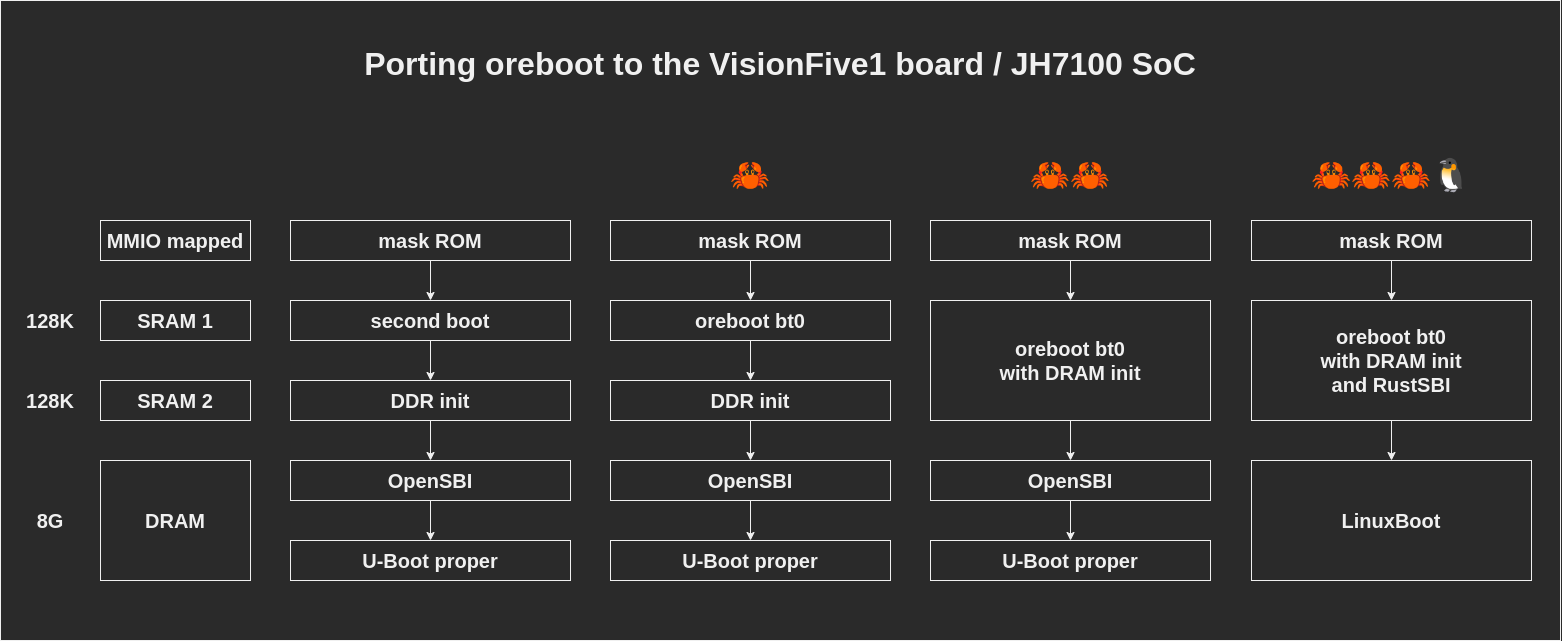 Porting oreboot to the VisionFive1 board / JH7100 SoC
MMIO mapped
mask ROM
mask ROM
mask ROM
mask ROM
128K
SRAM 1
second boot
oreboot bt0
oreboot bt0
with DRAM init
oreboot bt0
with DRAM init
and RustSBI
128K
SRAM 2
DDR init
DDR init
8G
DRAM
OpenSBI
OpenSBI
OpenSBI
LinuxBoot
U-Boot proper
U-Boot proper
U-Boot proper